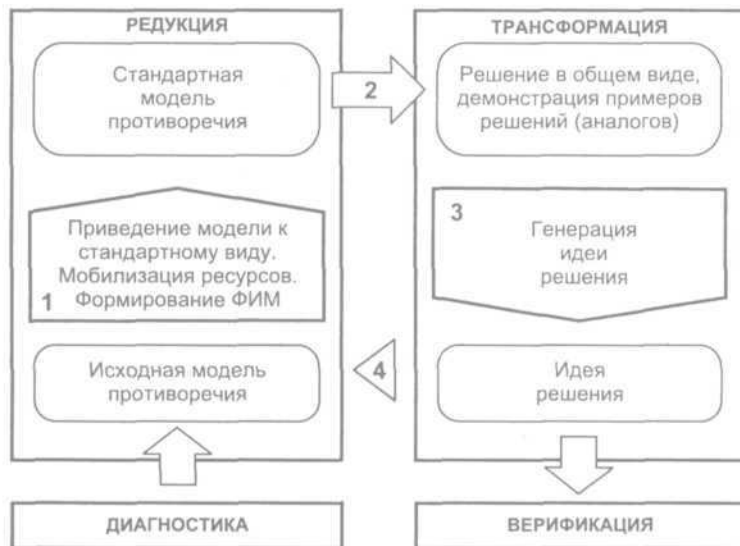 РЕДУКЦИЯ
Стандартная
модель
противоречия
2
Приведение модели к
стандартному виду.
Мобилизация ресурсов.
1 Формирование ФИМ
Исходная модель
противоречия
4
ДИАГНОСТИКА
ТРАНСФОРМАЦИЯ
Решение в общем виде,
демонстрация примеров
решений (аналогов)
3
Генерация
идеи
решения
Идея
решения
ВЕРИФИКАЦИЯ